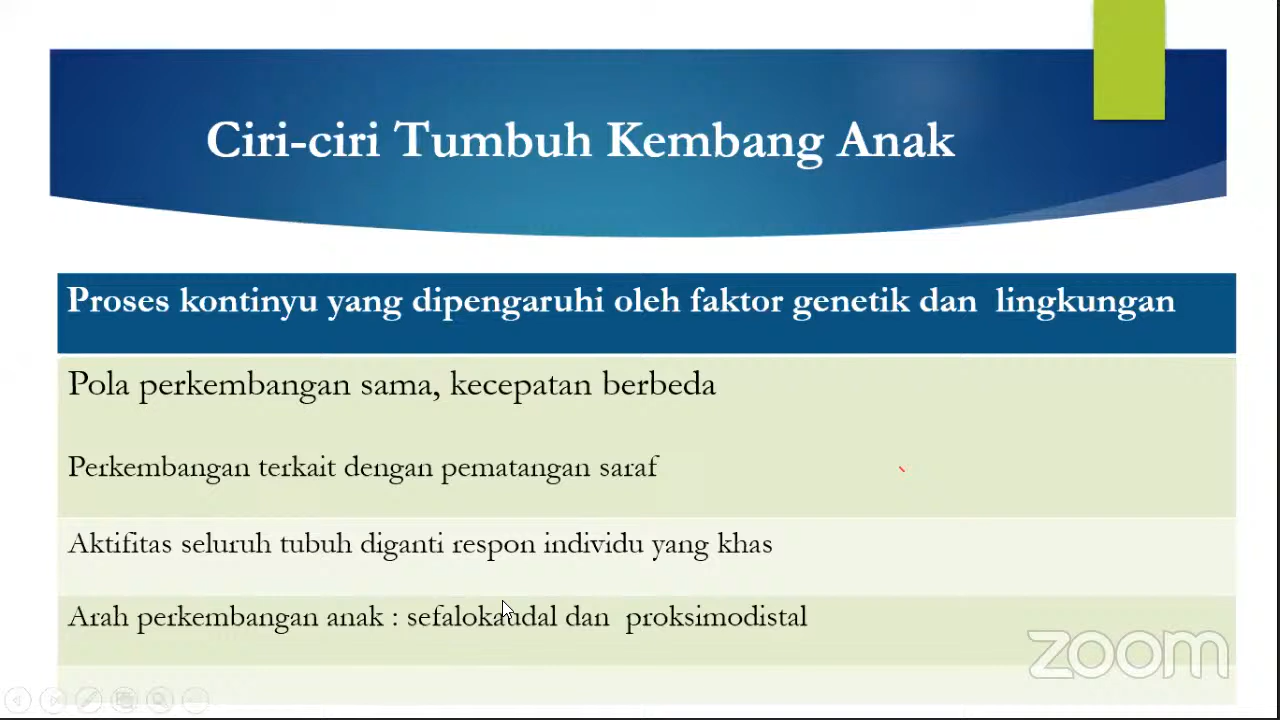 Ciri-ciri Tumbuh Kembang Anak
Proses kontinyu yang dipengaruhi oleh faktor genetik dan lingkungan
Pola perkembangan sama, kecepatan berbeda
Perkembangan terkait dengan pematangan saraf
Aktifitas seluruh tubuh diganti respon individu yang khas
Arah perkembangan anak : sefalokaudal dan proksimodistal
zoom